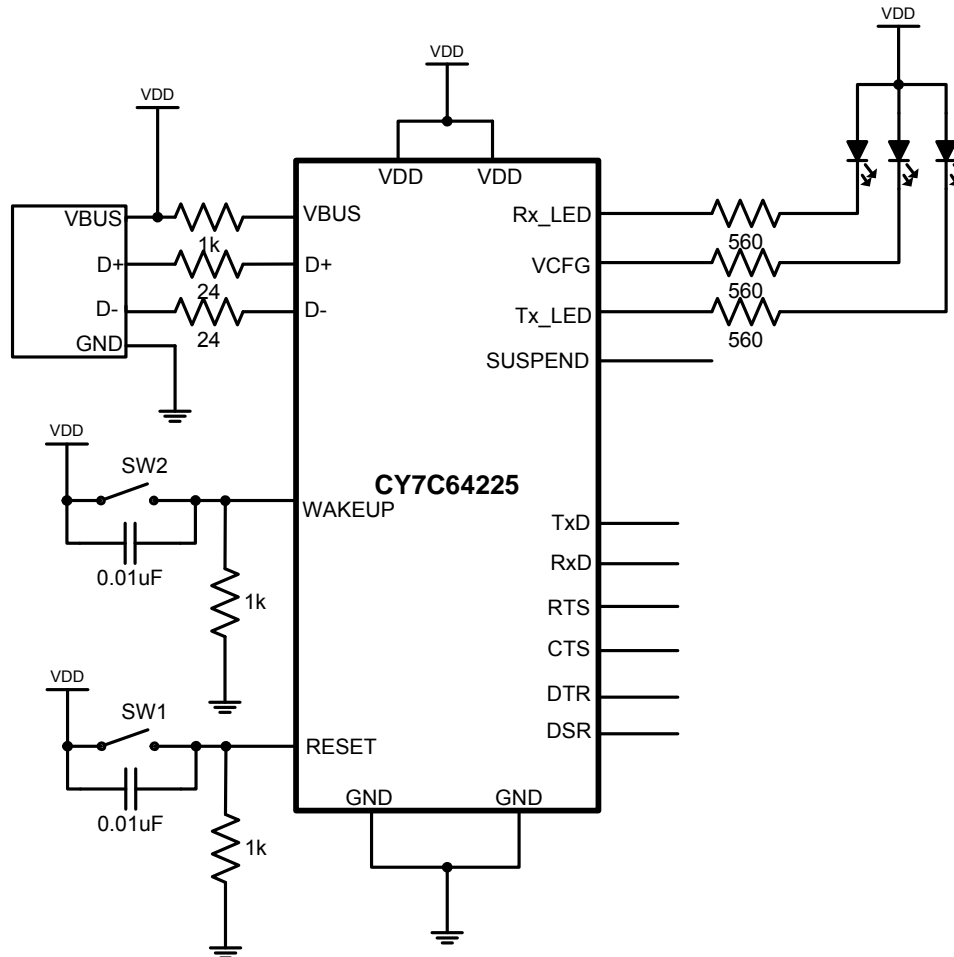 VDD
VDD
VDD
VDD VDD
VBUS
1k
VBUS
Rx_LED
560
D+
24
D+
VCFG
560
D-
24
D-
Tx_LED
560
GND
SUSPEND
VDD
SW2
0.01uF
WAKEUP
1k
CY7C64225
TxD
RxD
RTS
CTS
DTR
DSR
VDD
SW1
0.01uF
RESET
1k
GND GND